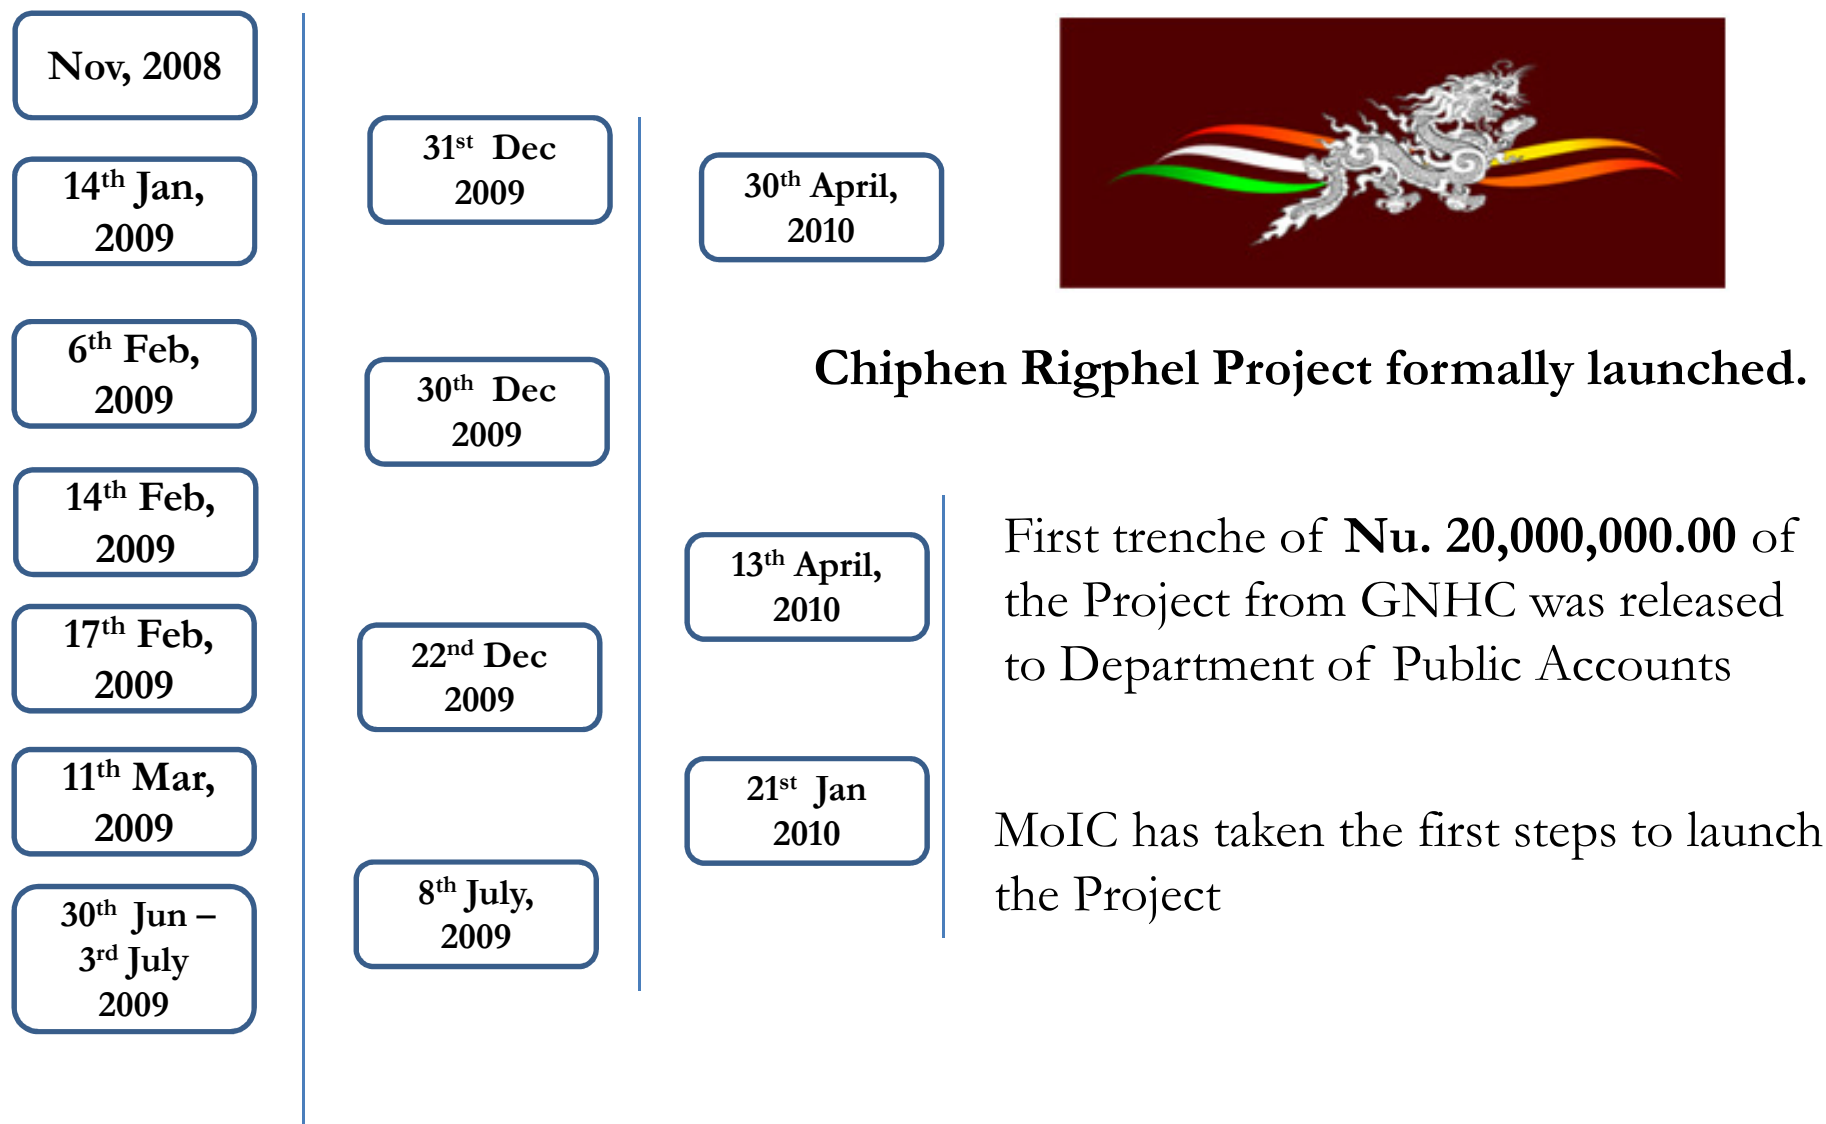 Nov, 2008
14th Jan,
2009
6th Feb,
2009
14th Feb,
2009
17th Feb,
2009
11th Mar,
2009
30th Jun –
3rd July
2009
31st Dec
2009
30th Dec
2009
22nd Dec
2009
8th July,
2009
30th April,
2010
Chiphen Rigphel Project formally launched.
13th April,
2010
First trenche of Nu. 20,000,000.00 of
the Project from GNHC was released
to Department of Public Accounts
21st Jan
2010
MoIC has taken the first steps to launch
the Project